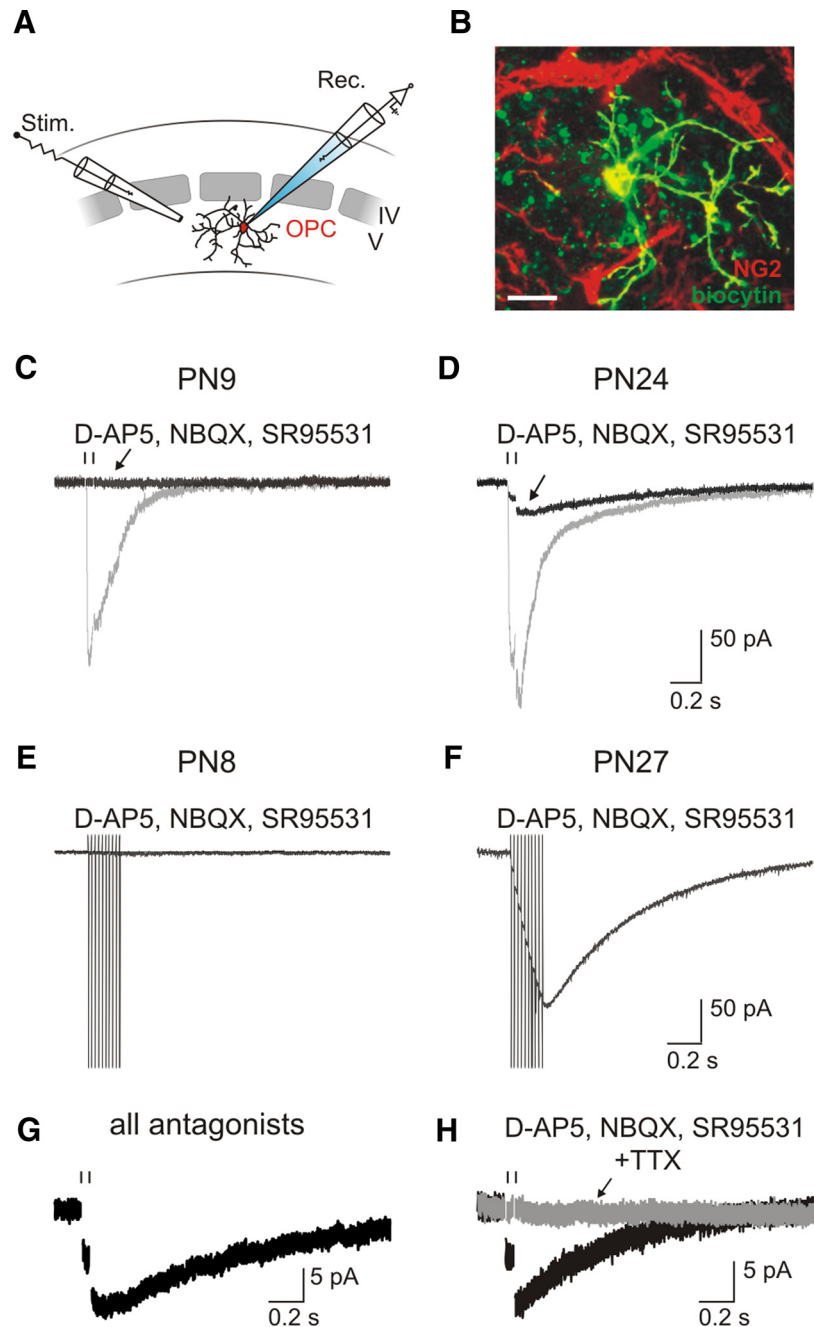 A
B
Stim.
Rec.
OPC
IV
V
NG2
biocytin
C
PN9
D-AP5, NBQX, SR95531
D
PN24
D-AP5, NBQX, SR95531
50 pA
0.2 s
E
PN8
D-AP5, NBQX, SR95531
F
PN27
D-AP5, NBQX, SR95531
50 pA
0.2 s
G
all antagonists
5 pA
0.2 s
H
D-AP5, NBQX, SR95531
+TTX
5 pA
0.2 s